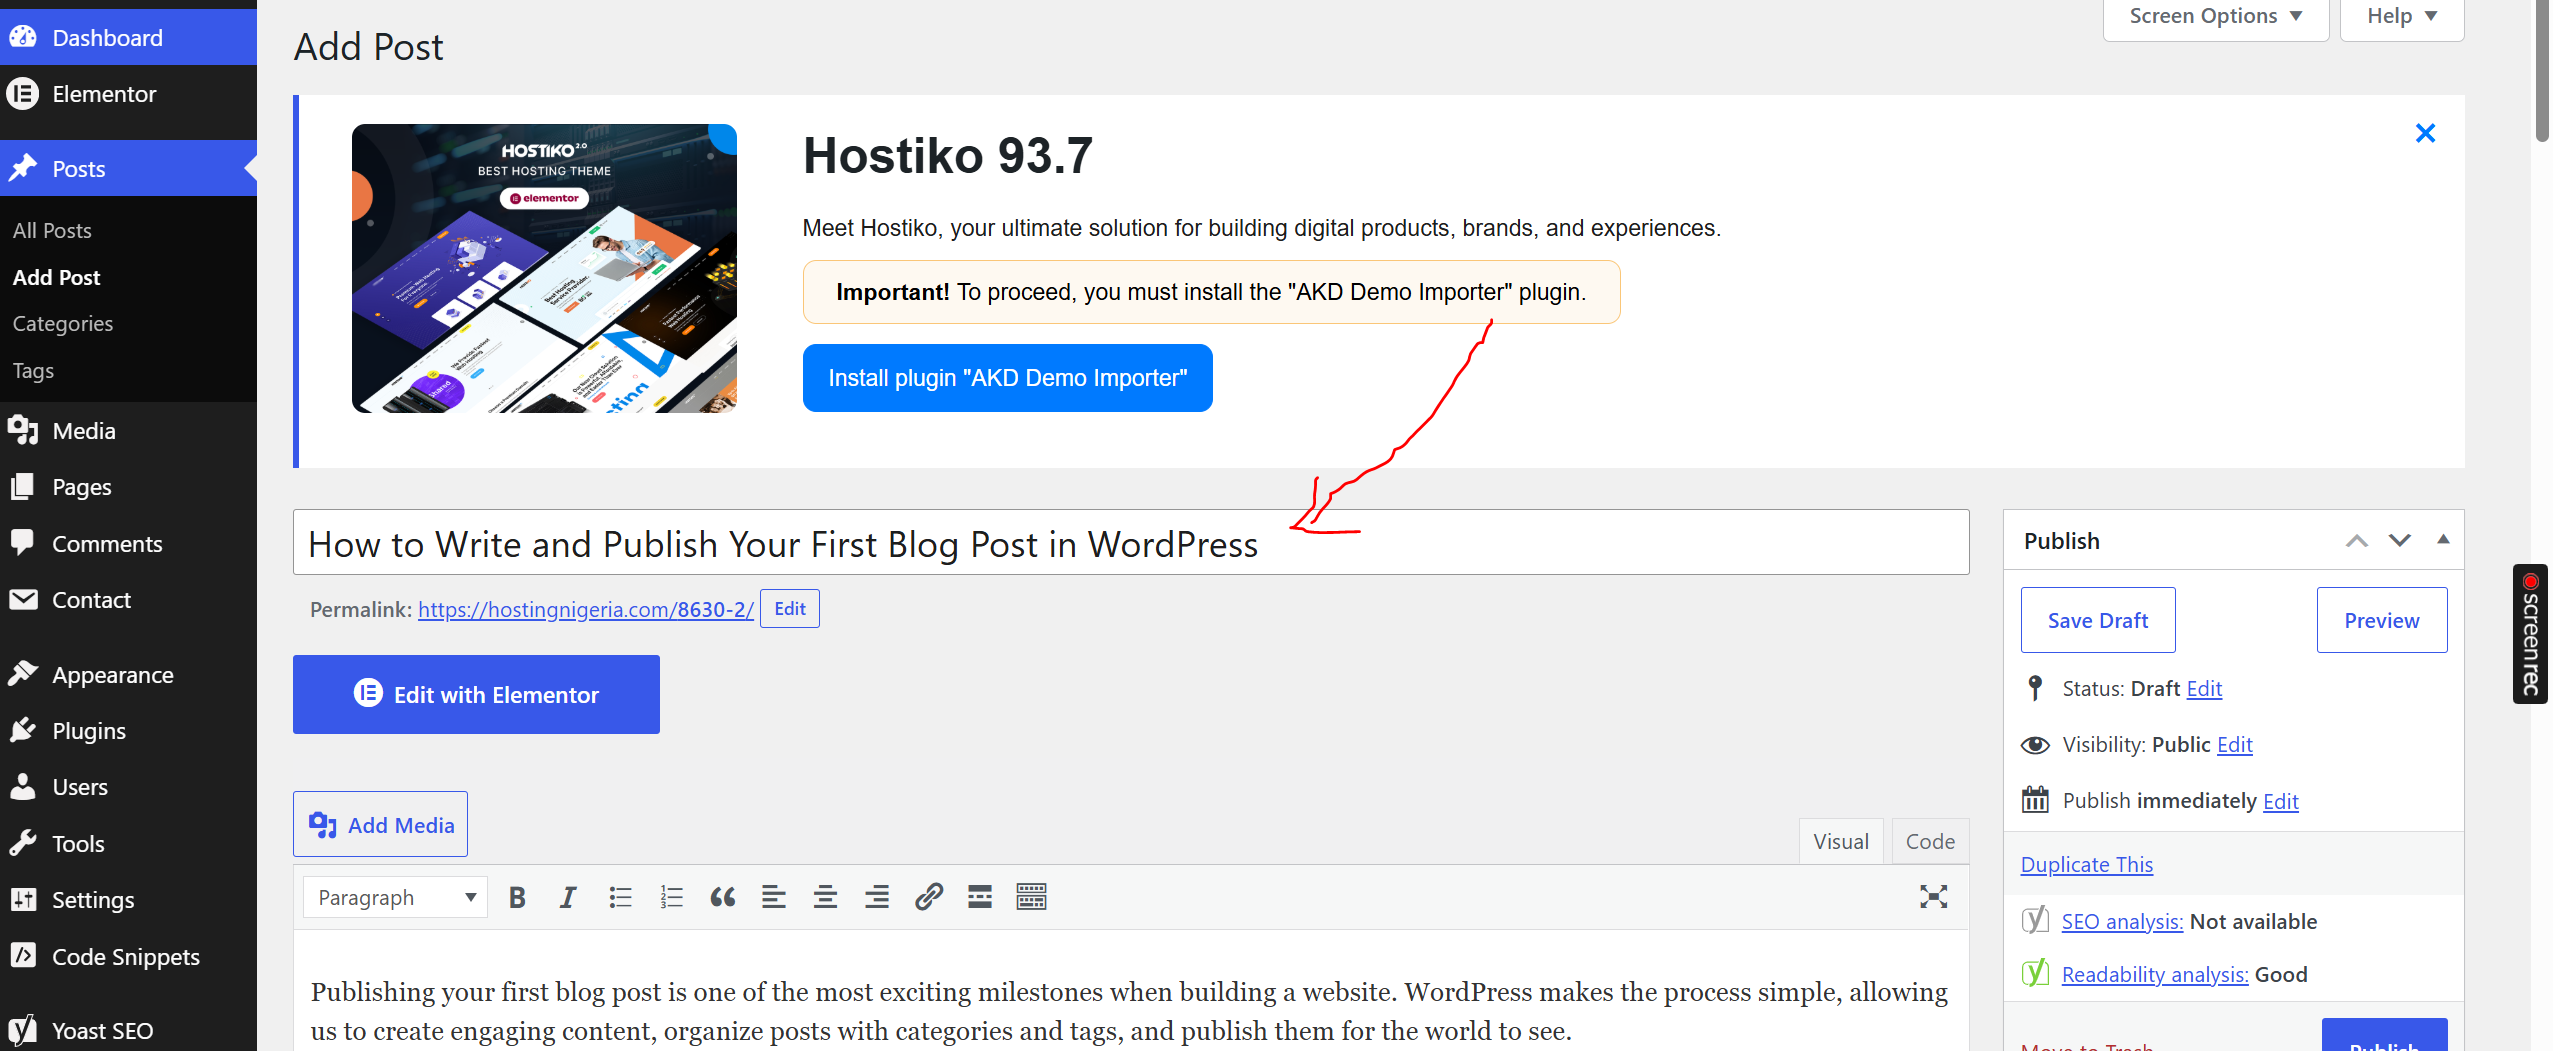 Screen Options
Help
Dashboard
Elementor
Posts
All Posts
Add Post
Categories
Tags
Media
Pages
Comments
Contact
Appearance
Plugins
Users
Tools
Settings
Code Snippets
Yoast SEO
Add Post
HOSTIKO 2.0
BEST HOSTING THEME
elementor
Hostiko 93.7
Meet Hostiko, your ultimate solution for building digital products, brands, and experiences.
Important! To proceed, you must install the "AKD Demo Importer" plugin.
Install plugin "AKD Demo Importer"
How to Write and Publish Your First Blog Post in WordPress
Permalink: https://hostingnigeria.com/8630-2/ Edit
Edit with Elementor
Add Media
Visual
Code
Paragraph
Publishing your first blog post is one of the most exciting milestones when building a website. WordPress makes the process simple, allowing
us to create engaging content, organize posts with categories and tags, and publish them for the world to see.
Publish
Save Draft
Preview
Status: Draft Edit
Visibility: Public Edit
Publish immediately Edit
Duplicate This
SEO analysis: Not available
Readability analysis: Good
Move to Trash
Publish
screenrec